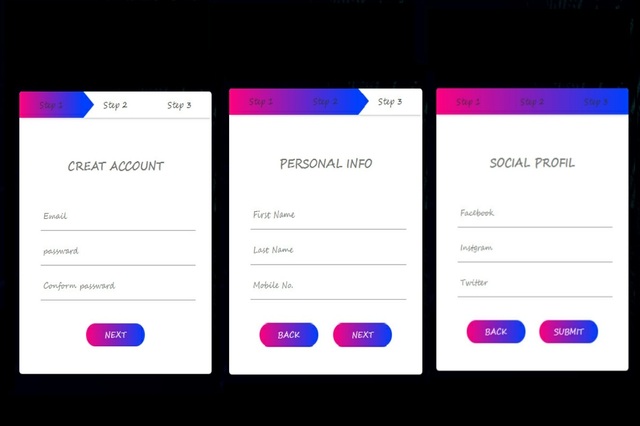 Step 1 Step 2 Step 3
CREAT ACCOUNT
Email
passward
Conform passward
NEXT
Step 1 Step 2 Step 3
PERSONAL INFO
First Name
Last Name
Mobile No.
BACK NEXT
Step 1 Step 2 Step 3
SOCIAL PROFIL
Facebook
Instgram
Twitter
BACK SUBMIT